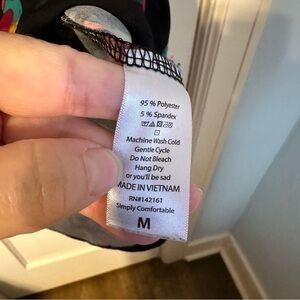 95 % Polyester
5 % Spandex
Machine Wash Cold
Gentle Cycle
Do Not Bleach
Hang Dry
or you'll be sad
MADE IN VIETNAM
RN#142161
Simply Comfortable
M